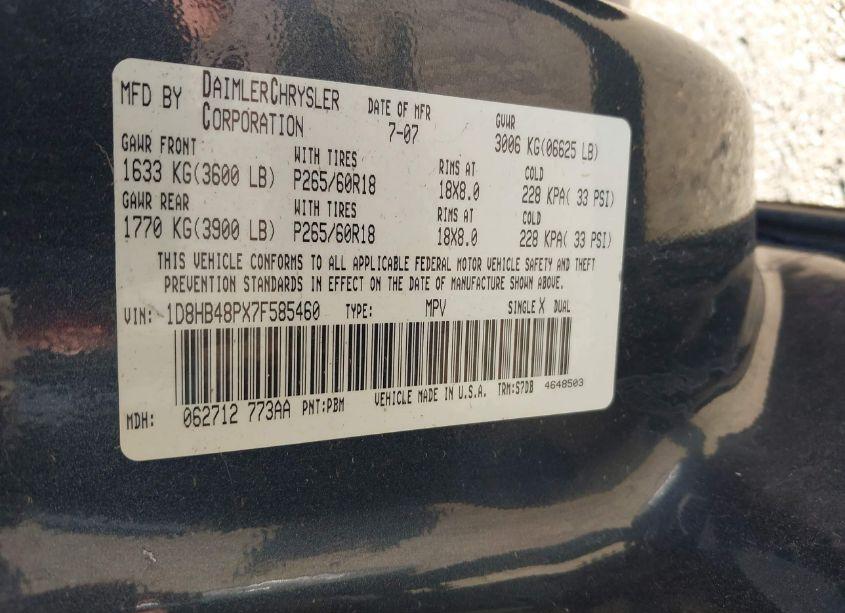 MFD BY DAIMLERCHRYSLER CORPORATION DATE OF MFR 7-07 GVWR 3006 KG(06625 LB)
GAWR FRONT WITH TIRES RIMS AT COLD
1633 KG(3600 LB) P265/60R18 18X8.0 228 KPA( 33 PSI)
GAWR REAR WITH TIRES RIMS AT COLD
1770 KG(3900 LB) P265/60R18 18X8.0 228 KPA( 33 PSI)
THIS VEHICLE CONFORMS TO ALL APPLICABLE FEDERAL MOTOR VEHICLE SAFETY AND THEFT
PREVENTION STANDARDS IN EFFECT ON THE DATE OF MANUFACTURE SHOWN ABOVE.
VIN: 1D8HB48PX7F585460 TYPE: MPV SINGLE X DUAL
MDH: 062712 773AA PNT:PBM VEHICLE MADE IN U.S.A. TRM:S7DB 4648503